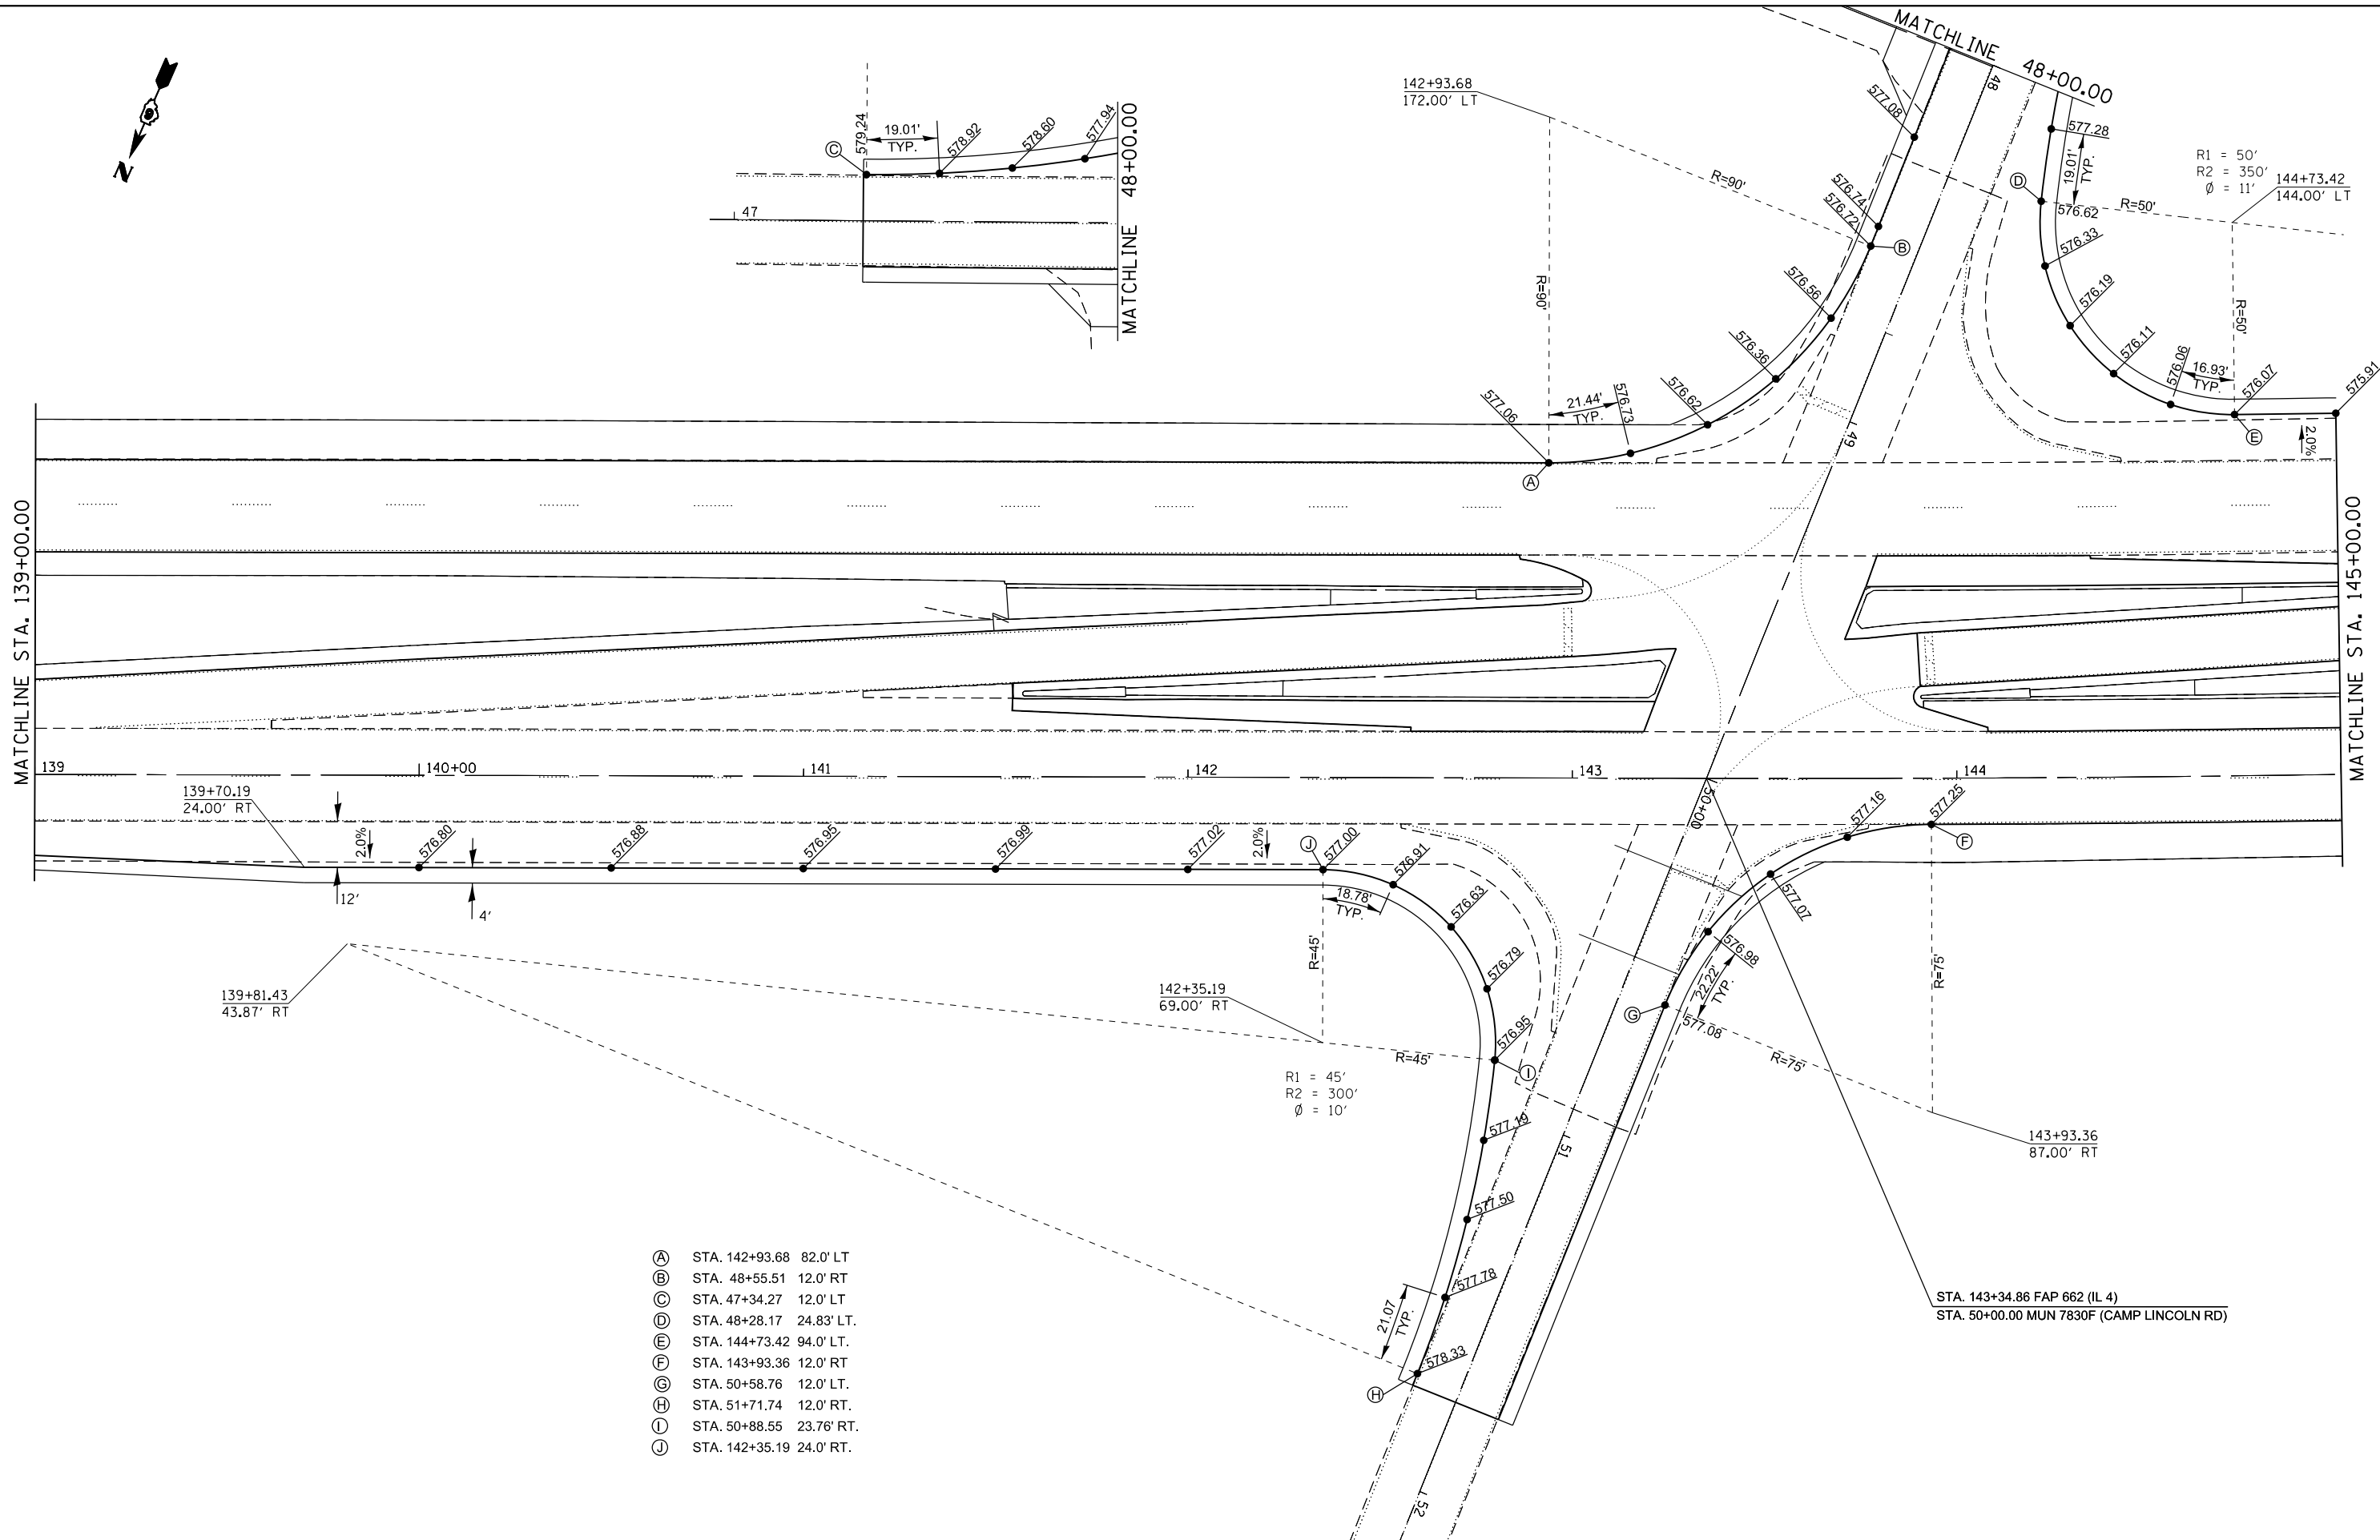 N
MATCHLINE 48+00.00
48
577.08
577.28
19.01'
TYP.
D
576.62
R=50'
R1 = 50'
R2 = 350'
Ø = 11'
144+73.42
144.00' LT
142+93.68
172.00' LT
R=90'
R=90'
576.74
576.72
B
576.56
576.36
576.62
576.73
21.44'
TYP.
577.06
A
576.33
576.19
576.11
576.06
16.93'
TYP.
R=50'
576.07
E
575.91
2.0%
C
579.24
19.01'
TYP.
578.92
578.60
577.94
47
MATCHLINE 48+00.00
49
MATCHLINE STA. 139+00.00
MATCHLINE STA. 145+00.00
139
140+00
141
142
143
144
50+00
139+70.19
24.00' RT
2.0%
576.80
576.88
576.95
576.99
577.02
2.0%
J
577.00
576.91
18.78'
TYP.
576.63
576.79
576.95
I
R=45'
R=45'
12'
4'
139+81.43
43.87' RT
142+35.19
69.00' RT
R1 = 45'
R2 = 300'
Ø = 10'
577.16
577.25
F
577.07
576.98
22.22'
TYP.
G
577.08
R=75'
R=75'
143+93.36
87.00' RT
577.19
51
577.50
577.78
21.07
TYP.
578.33
H
52
A STA. 142+93.68 82.0' LT
B STA. 48+55.51 12.0' RT
C STA. 47+34.27 12.0' LT
D STA. 48+28.17 24.83' LT.
E STA. 144+73.42 94.0' LT.
F STA. 143+93.36 12.0' RT
G STA. 50+58.76 12.0' LT.
H STA. 51+71.74 12.0' RT.
I STA. 50+88.55 23.76' RT.
J STA. 142+35.19 24.0' RT.
STA. 143+34.86 FAP 662 (IL 4)
STA. 50+00.00 MUN 7830F (CAMP LINCOLN RD)